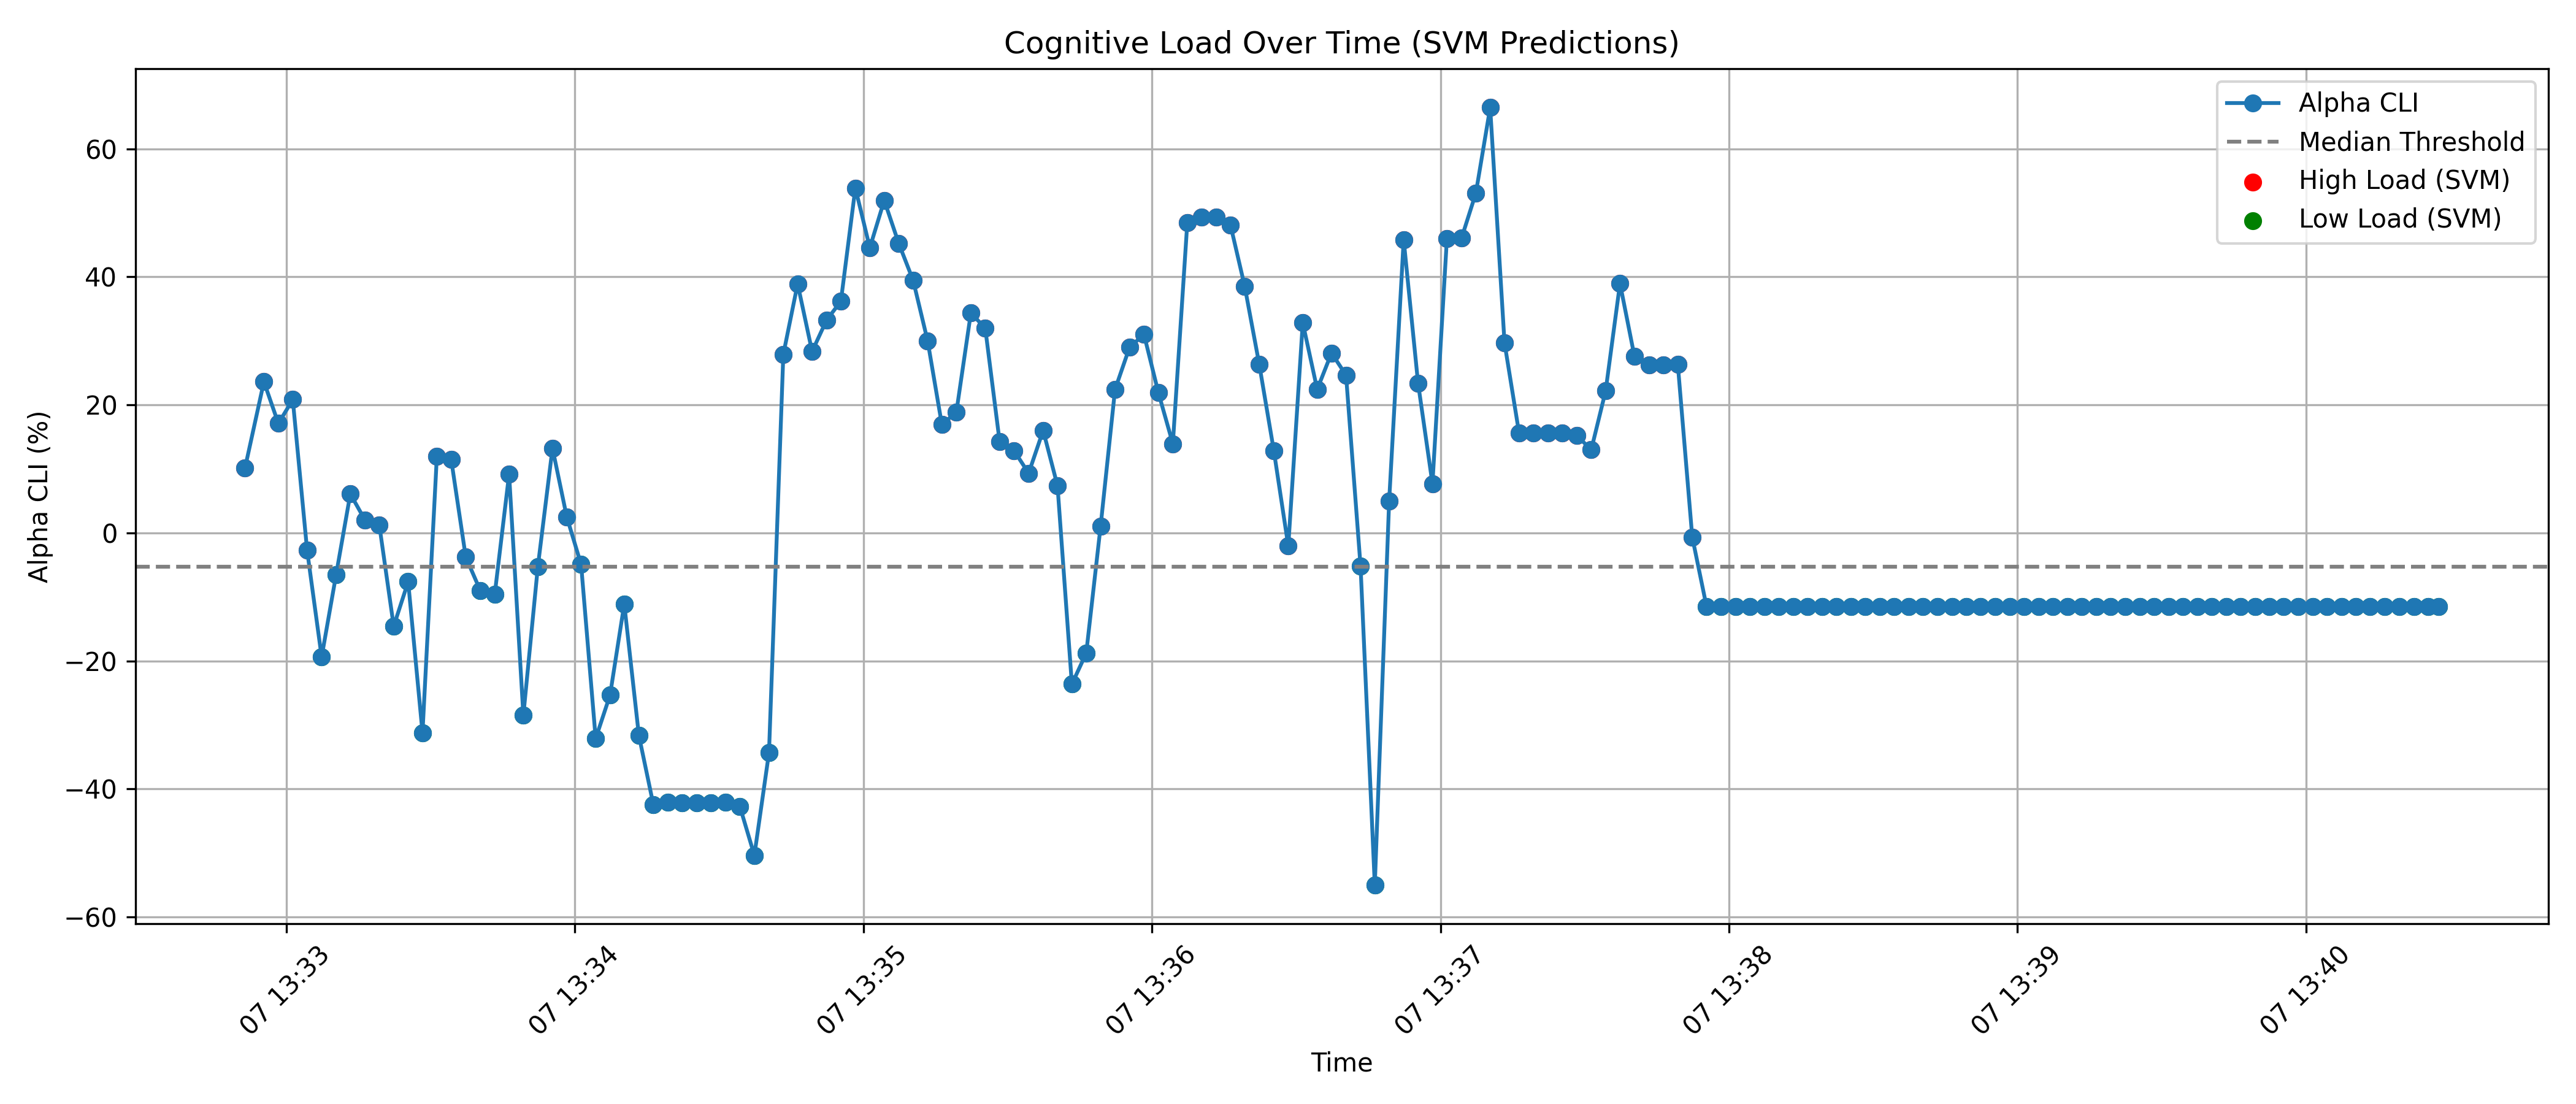 Cognitive Load Over Time (SVM Predictions)
Alpha CLI
Median Threshold
High Load (SVM)
Low Load (SVM)
Alpha CLI (%)
60
40
20
0
−20
−40
−60
07 13:33
07 13:34
07 13:35
07 13:36
07 13:37
07 13:38
07 13:39
07 13:40
Time